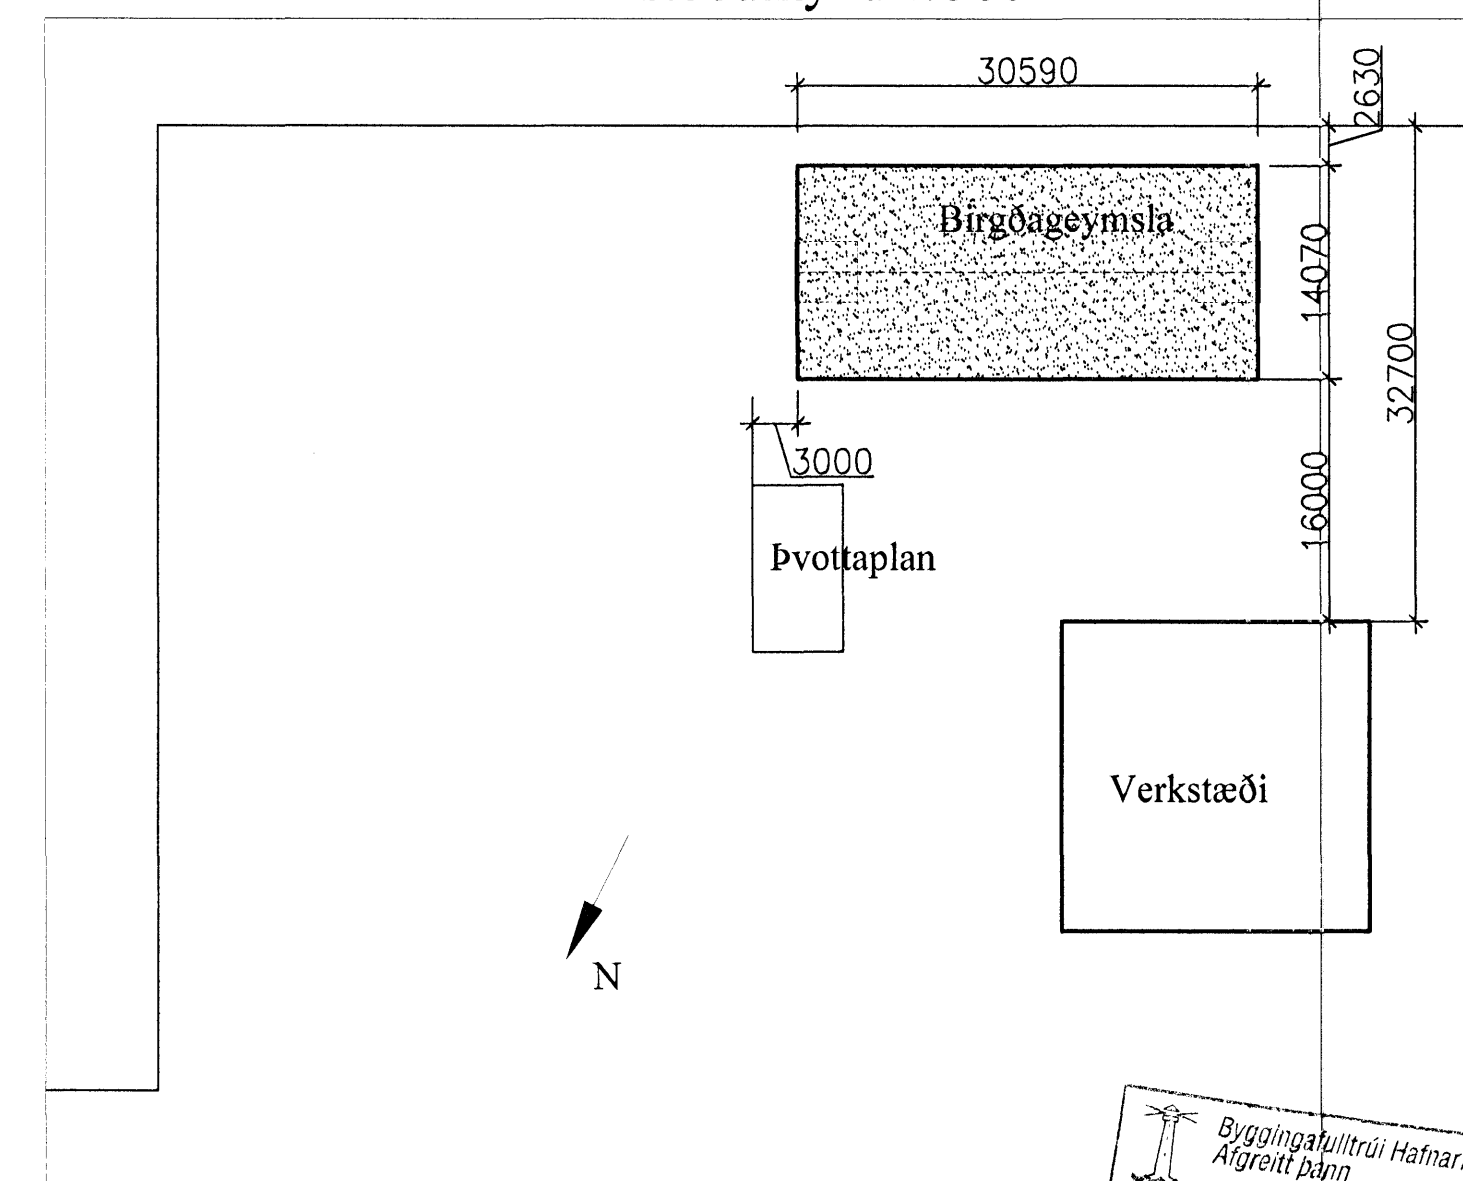 30590
2630
Birgðageymsla
14070
32700
3000
16000
Þvottaplan
Verkstæði
N
Byggingafulltrúi Hafnar
Afgreitt þann